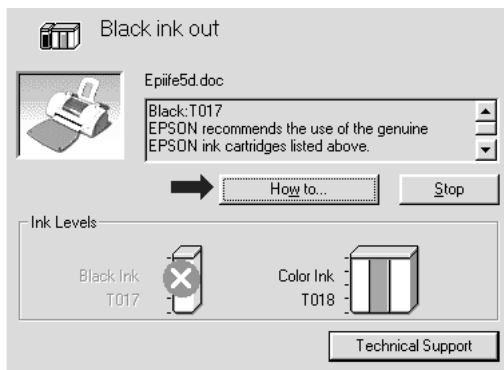 Black ink out
Epiife5d.doc
Black:T017
EPSON recommends the use of the genuine
EPSON ink cartridges listed above.
How to...
Stop
Ink Levels
Black Ink
T017
Color Ink
T018
Technical Support